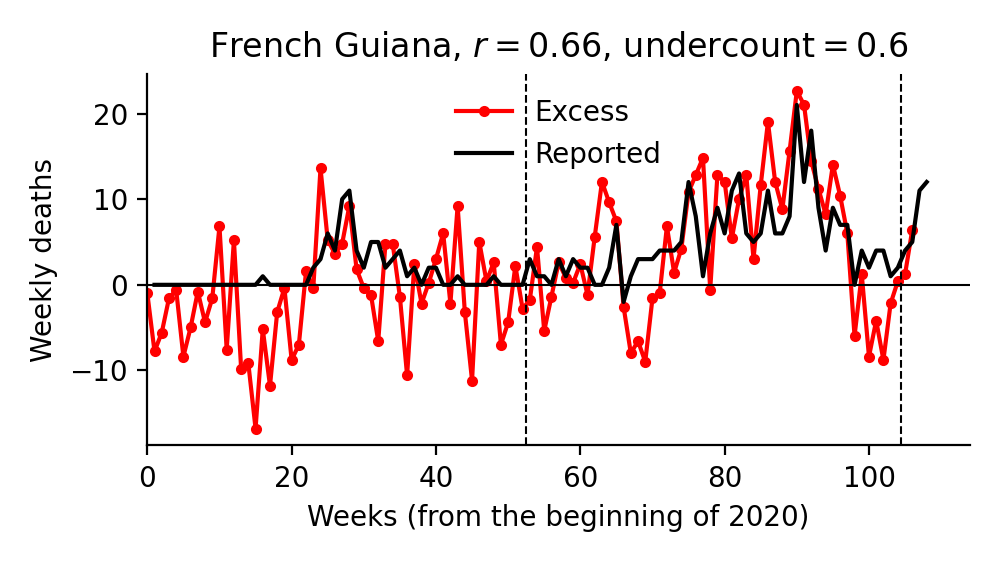 French Guiana, r = 0.66, undercount = 0.6
Excess
Reported
Weekly deaths
20
10
0
−10
0 20 40 60 80 100
Weeks (from the beginning of 2020)